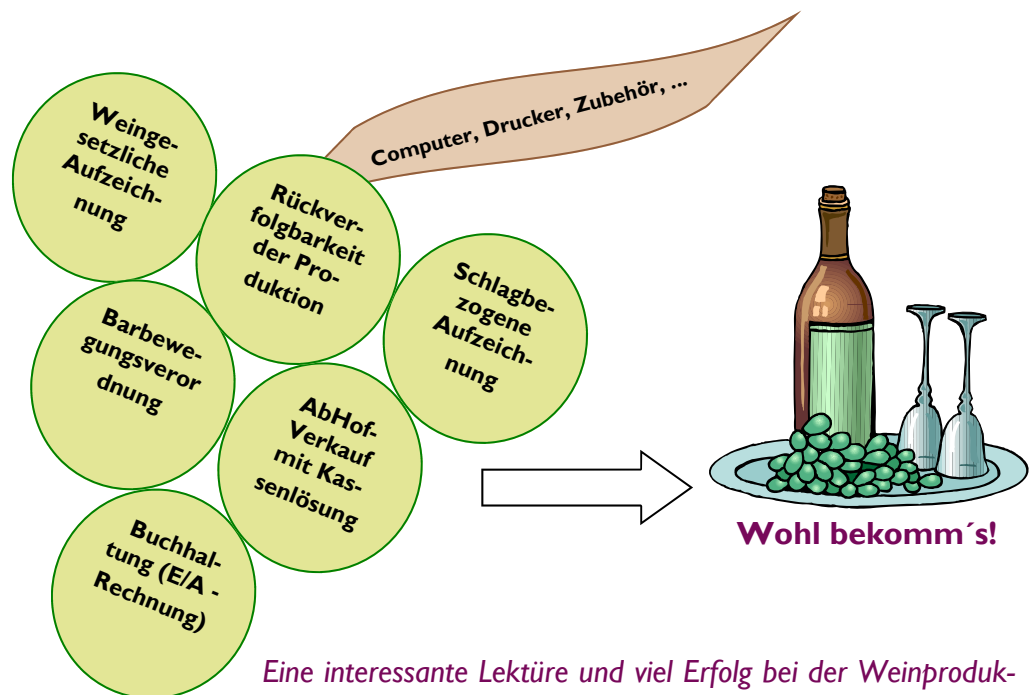 Computer, Drucker, Zubehör, ...
Weinge-
setzliche
Aufzeich-
nung
Rückver-
folgbarkeit
der Pro-
duktion
Schlagbe-
zogene
Aufzeich-
nung
Barbewe-
gungsveror
dnung
AbHof-
Verkauf
mit Kas-
senlösung
Buchhal-
tung (E/A -
Rechnung)
Wohl bekomm´s!
Eine interessante Lektüre und viel Erfolg bei der Weinproduk-